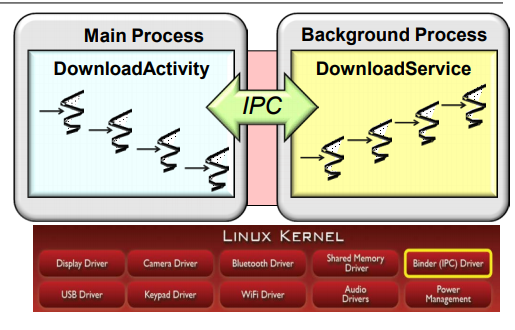 Main Process
DownloadActivity
IPC
Background Process
DownloadService
LINUX KERNEL
Display Driver
Camera Driver
Bluetooth Driver
Shared Memory
Driver
Binder (IPC) Driver
USB Driver
Keypad Driver
WiFi Driver
Audio
Drivers
Power
Management